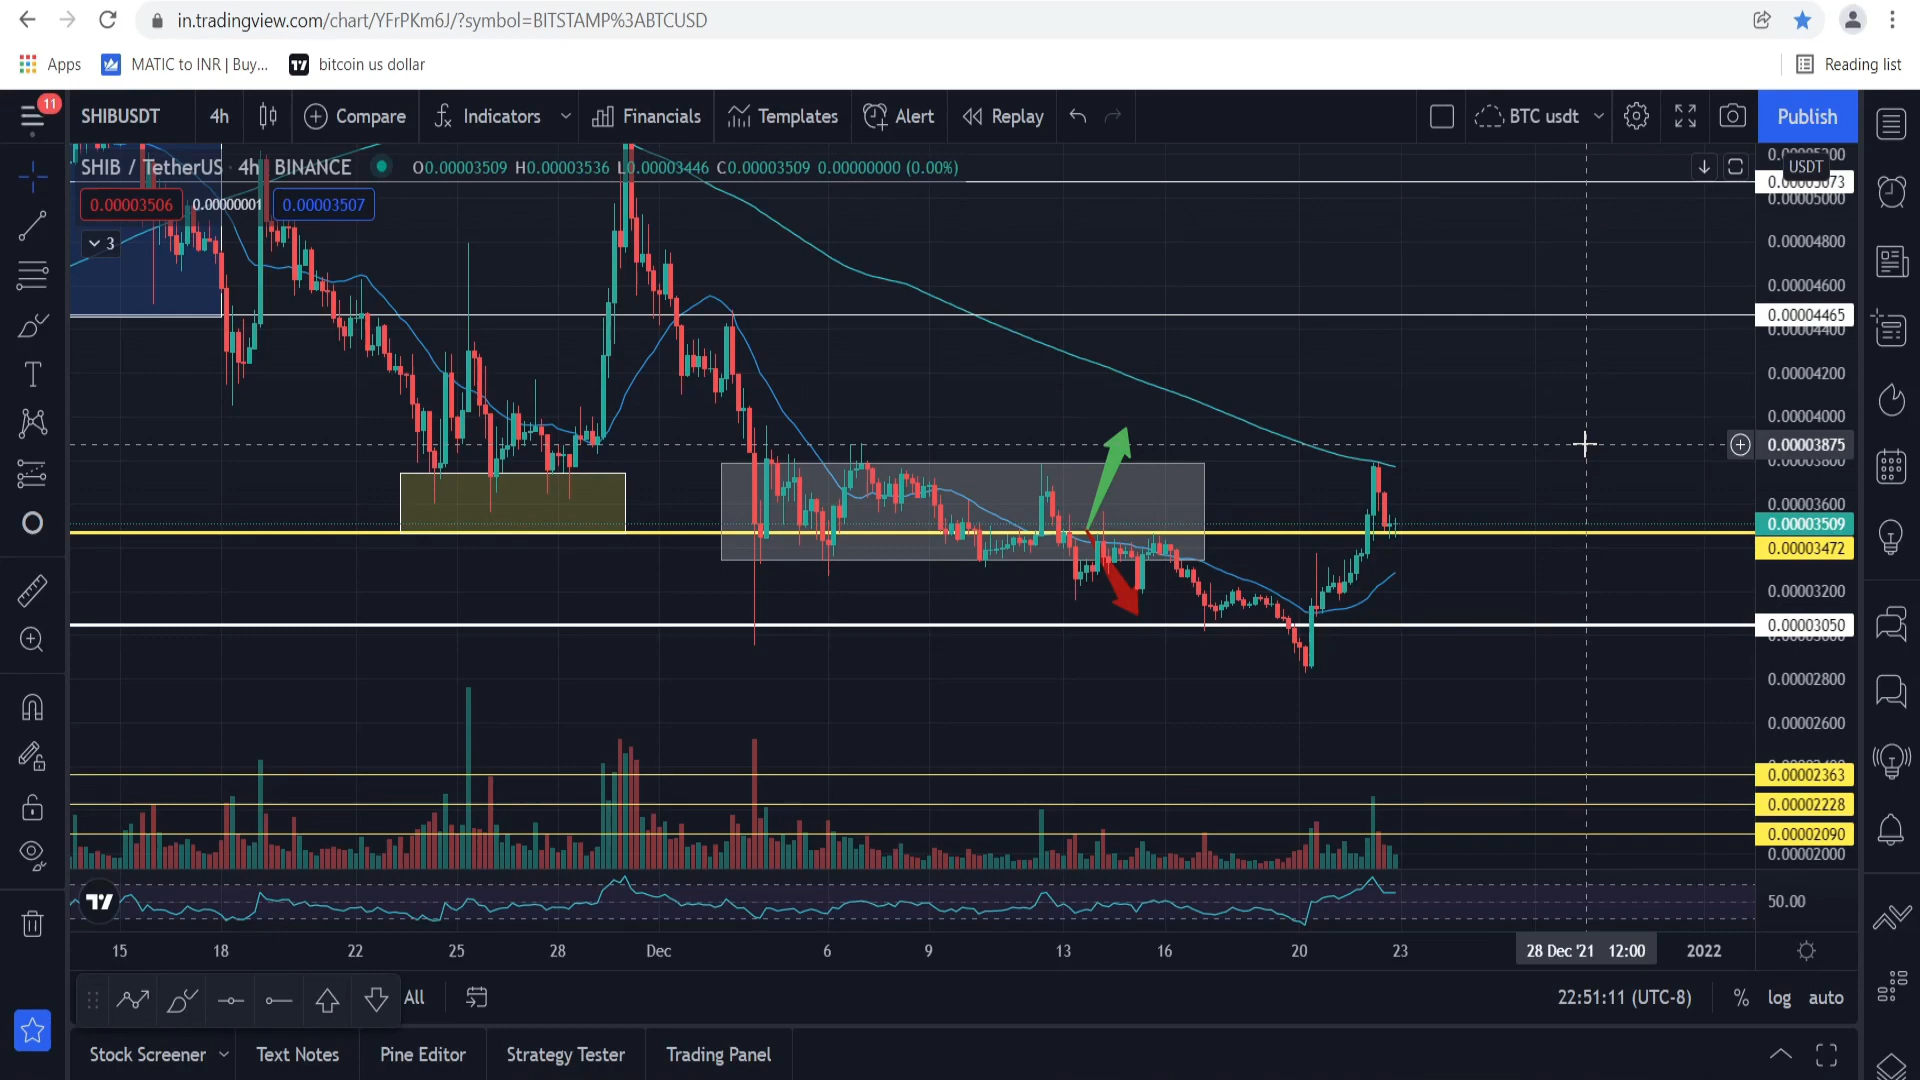 in.tradingview.com/chart/YFrPKm6J/?symbol=BITSTAMP%3ABTCUSD
Apps MATIC to INR | Buy... bitcoin us dollar Reading list
11 SHIBUSDT 4h Compare Indicators Financials Templates Alert Replay BTC usdt Publish
SHIB / TetherUS 4h BINANCE O0.00003509 H0.00003536 L0.00003446 C0.00003509 0.00000000 (0.00%)
USDT
0.00003506 0.00000001 0.00003507
3
0.00005000
0.00004800
0.00004600
0.00004465
0.00004400
0.00004200
0.00004000
0.00003875
0.00003800
0.00003600
0.00003509
0.00003472
0.00003200
0.00003050
0.00002800
0.00002600
0.00002363
0.00002228
0.00002090
0.00002000
50.00
15 18 22 25 28 Dec 6 9 13 16 20 23 28 Dec '21 12:00 2022
All 22:51:11 (UTC-8) % log auto
Stock Screener Text Notes Pine Editor Strategy Tester Trading Panel